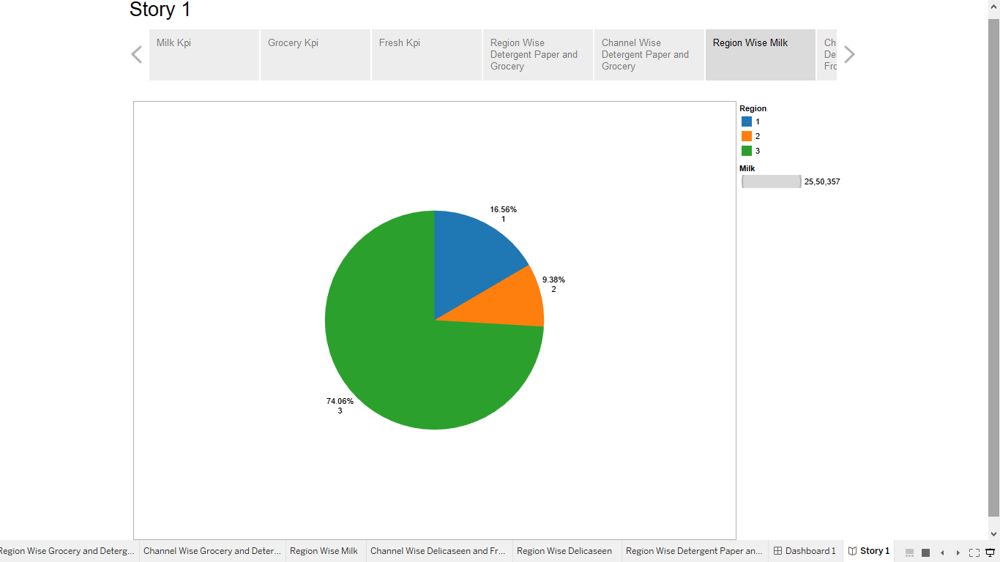 Story 1
Milk Kpi
Grocery Kpi
Fresh Kpi
Region Wise
Detergent Paper and
Grocery
Channel Wise
Detergent Paper and
Grocery
Region Wise Milk
Region
1
2
3
Milk
25,50,357
16.56%
1
9.38%
2
74.06%
3
Region Wise Grocery and Deterg...
Channel Wise Grocery and Deter...
Region Wise Milk
Channel Wise Delicaseen and Fr...
Region Wise Delicaseen
Region Wise Detergent Paper an...
Dashboard 1
Story 1